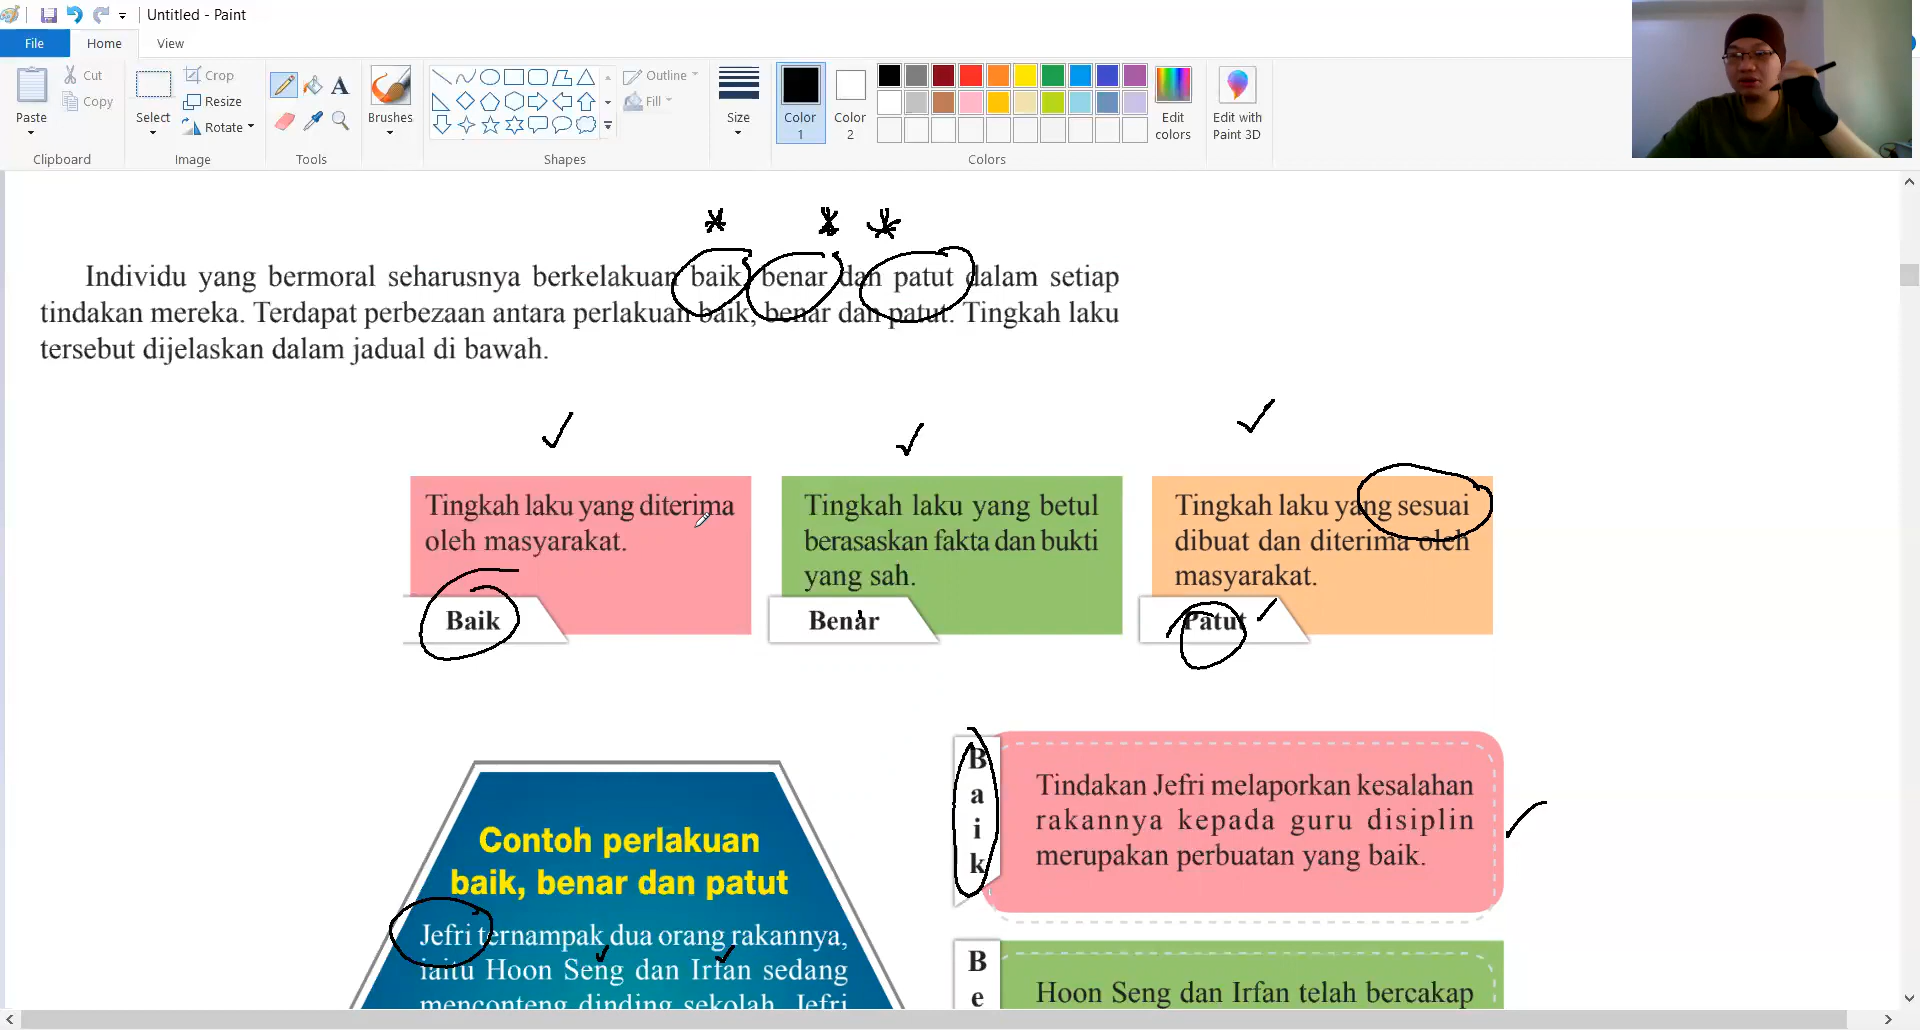 Untitled - Paint
File Home View
Cut
Copy
Paste
Clipboard
Crop
Resize
Rotate
Select
Image
A
Tools
Brushes
Outline
Fill
Shapes
Size
Color 1
Color 2
Edit colors
Edit with Paint 3D
Colors
Individu yang bermoral seharusnya berkelakuan baik, benar dan patut dalam setiap
tindakan mereka. Terdapat perbezaan antara perlakuan baik, benar dan patut. Tingkah laku
tersebut dijelaskan dalam jadual di bawah.
Tingkah laku yang diterima
oleh masyarakat.
Baik
Tingkah laku yang betul
berasaskan fakta dan bukti
yang sah.
Benar
Tingkah laku yang sesuai
dibuat dan diterima oleh
masyarakat.
Patut
Contoh perlakuan
baik, benar dan patut
Jefri ternampak dua orang rakannya,
iaitu Hoon Seng dan Irfan sedang
menconteng dinding sekolah. Jefri
Baik
Tindakan Jefri melaporkan kesalahan
rakannya kepada guru disiplin
merupakan perbuatan yang baik.
B
e
Hoon Seng dan Irfan telah bercakap